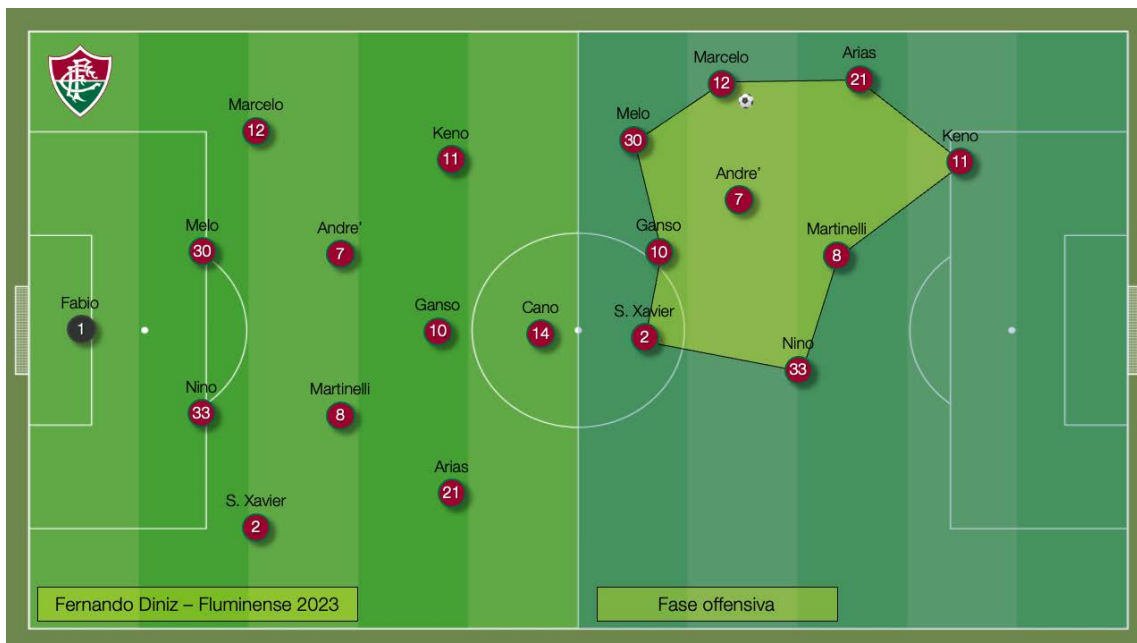 Marcelo
12
Keno
11
Melo
30
Andre’
7
Fabio
1
Ganso
10
Cano
14
Nino
33
Martinelli
8
Arias
21
S. Xavier
2
Fernando Diniz – Fluminense 2023
Marcelo
12
Arias
21
Melo
30
Keno
11
Andre’
7
Ganso
10
Martinelli
8
S. Xavier
2
Nino
33
Fase offensiva